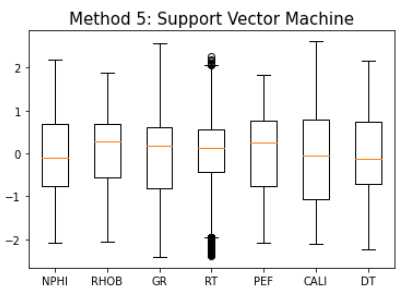 Method 5: Support Vector Machine
2
1
0
−1
−2
NPHI RHOB GR RT PEF CALI DT